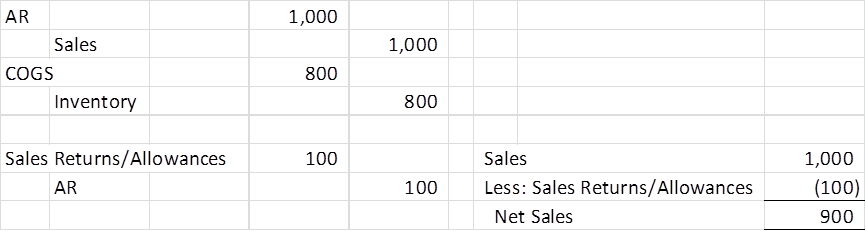 AR 1,000
Sales 1,000
COGS 800
Inventory 800
Sales Returns/Allowances 100 Sales 1,000
AR 100 Less: Sales Returns/Allowances (100)
Net Sales 900